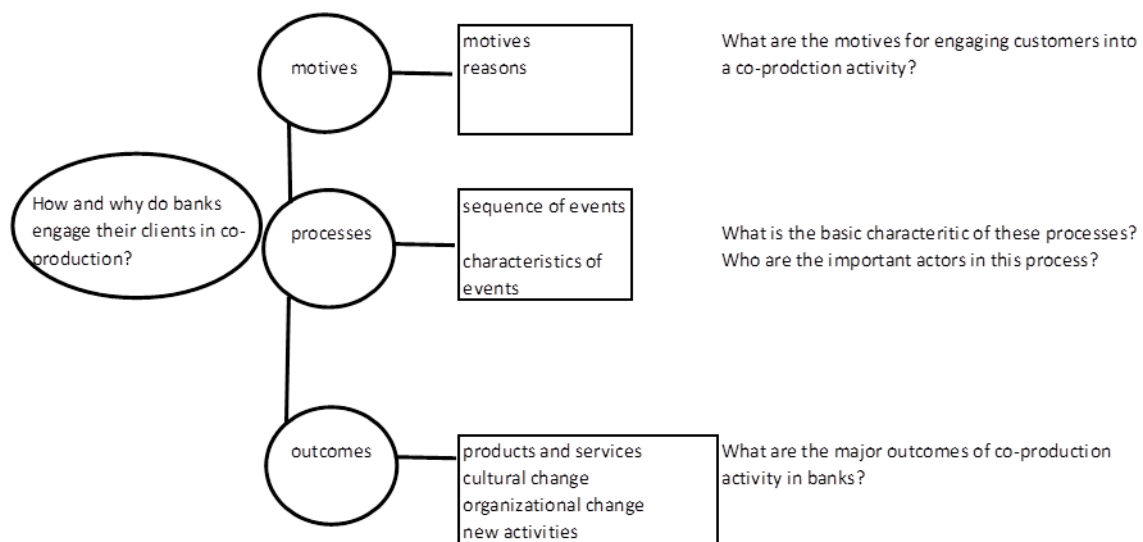 motives
motives
reasons
What are the motives for engaging customers into
a co-prodction activity?
How and why do banks
engage their clients in co-
production?
processes
sequence of events
characteristics of
events
What is the basic characteritic of these processes?
Who are the important actors in this process?
outcomes
products and services
cultural change
organizational change
new activities
What are the major outcomes of co-production
activity in banks?